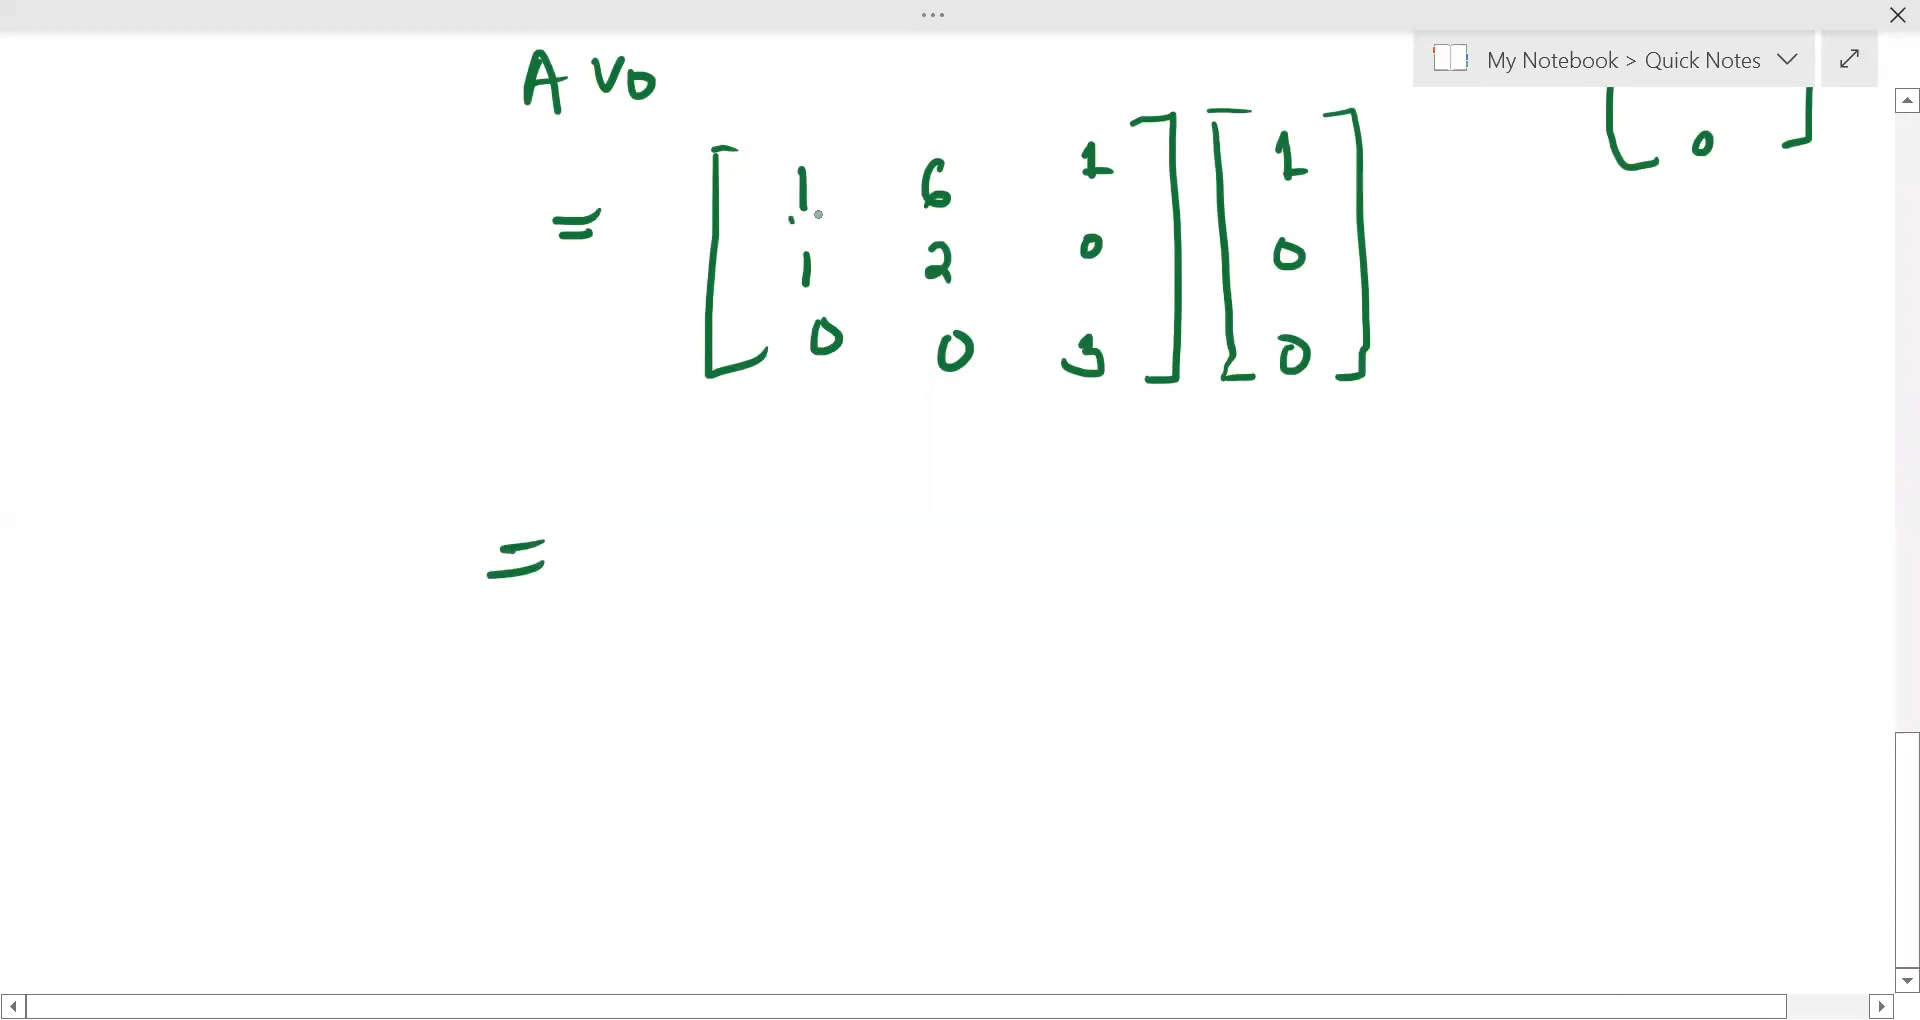 ...
My Notebook > Quick Notes
A V0
0
= [ 1 6 1 ] [ 1 ]
[ 1 2 0 ] [ 0 ]
[ 0 0 3 ] [ 0 ]
=